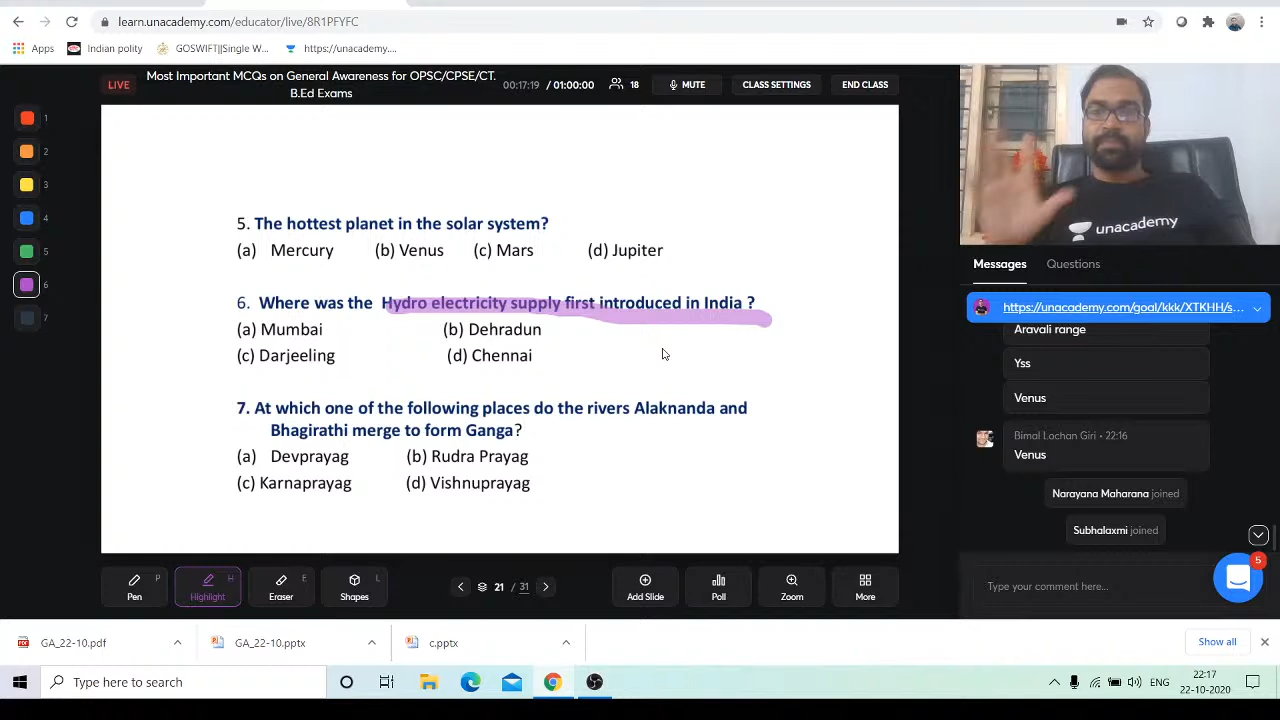 learn.unacademy.com/educator/live/8R1PFYFC
Apps
Indian polity
GOSWIFT||Single W...
https://unacademy....
LIVE
Most Important MCQs on General Awareness for OPSC/CPSE/CT.
B.Ed Exams
00:17:19 / 01:00:00
18
MUTE
CLASS SETTINGS
END CLASS
1
2
3
4
5
6
7
5. The hottest planet in the solar system?
(a) Mercury (b) Venus (c) Mars (d) Jupiter
6. Where was the Hydro electricity supply first introduced in India ?
(a) Mumbai (b) Dehradun
(c) Darjeeling (d) Chennai
7. At which one of the following places do the rivers Alaknanda and
Bhagirathi merge to form Ganga?
(a) Devprayag (b) Rudra Prayag
(c) Karnaprayag (d) Vishnuprayag
unacademy
Messages
Questions
https://unacademy.com/goal/kkk/XTKHH/s...
Aravali range
Yss
Venus
Bimal Lochan Giri • 22:16
Venus
Narayana Maharana joined
Subhalaxmi joined
Type your comment here...
5
P
Pen
H
Highlight
E
Eraser
L
Shapes
21 / 31
Add Slide
Poll
Zoom
More
GA_22-10.pdf
GA_22-10.pptx
c.pptx
Show all
Type here to search
ENG
22:17
22-10-2020